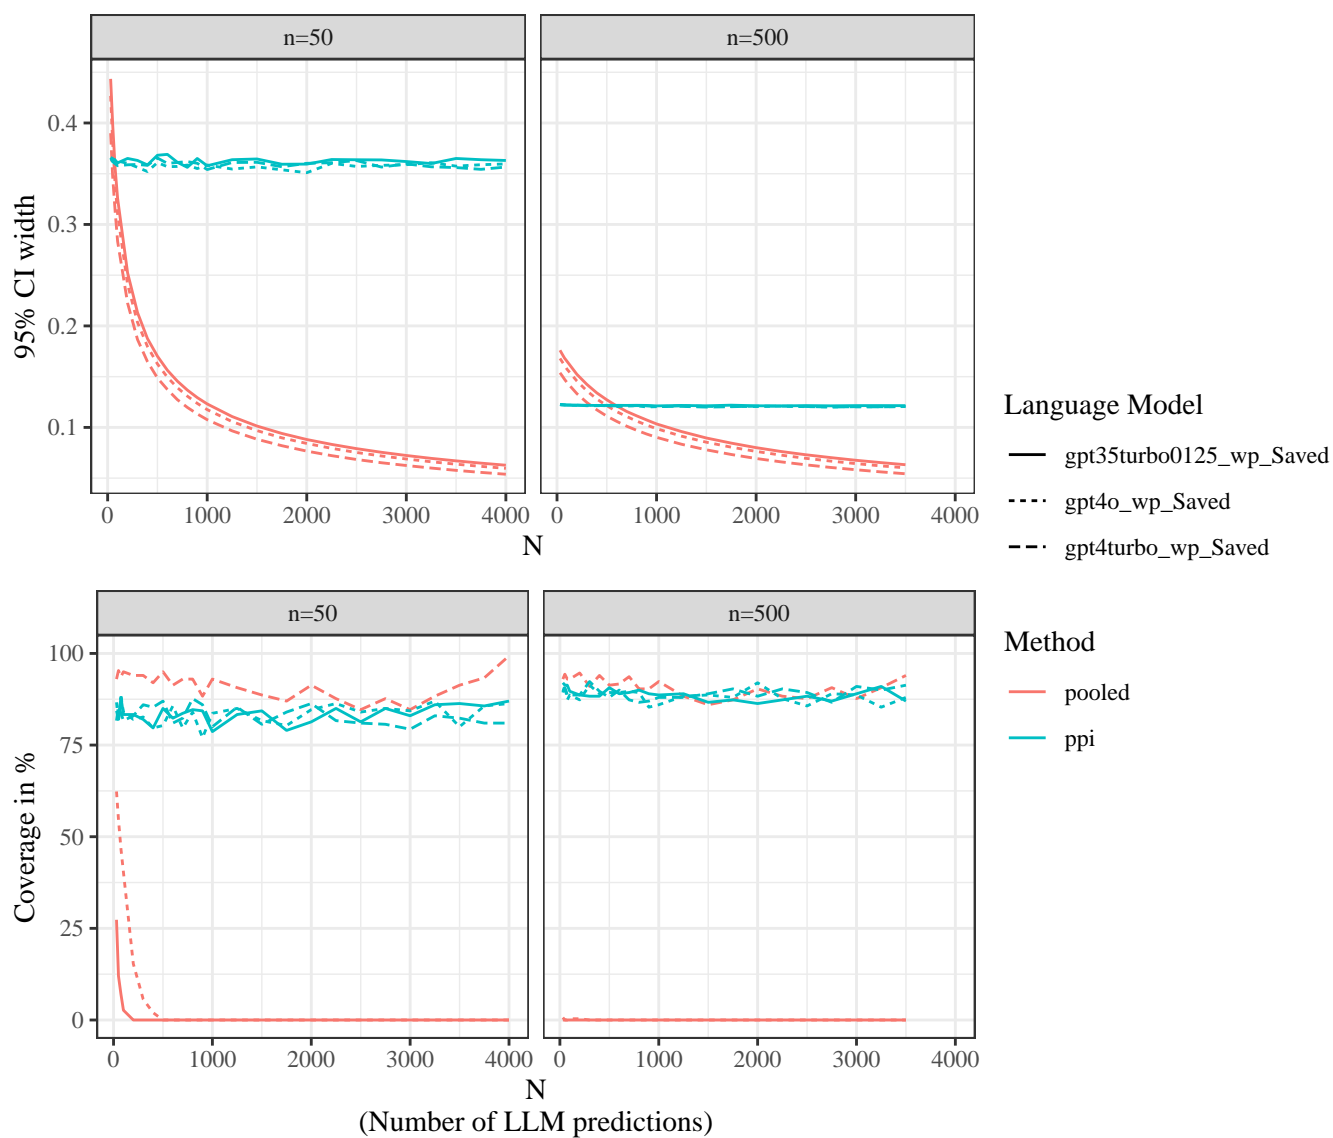 n=50
n=500
95% CI width
0.4
0.3
0.2
0.1
0 1000 2000 3000 4000
0 1000 2000 3000 4000
N
Language Model
gpt35turbo0125_wp_Saved
gpt4o_wp_Saved
gpt4turbo_wp_Saved
Method
pooled
ppi
n=50
n=500
Coverage in %
100
75
50
25
0
0 1000 2000 3000 4000
0 1000 2000 3000 4000
N
(Number of LLM predictions)